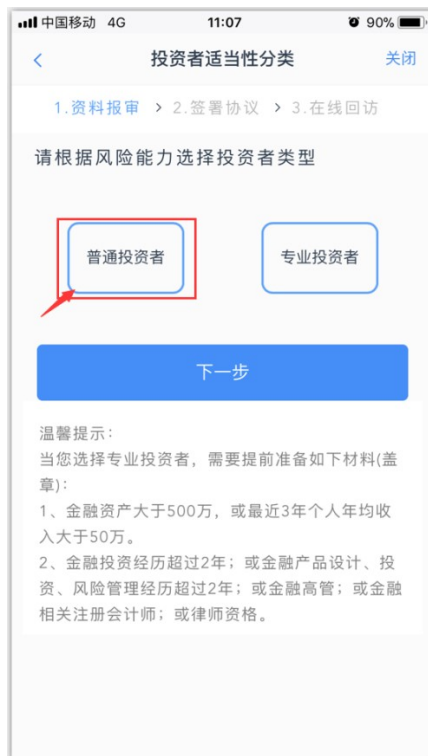 中国移动 4G 11:07 90%
投资者适当性分类 关闭
1.资料报审 > 2.签署协议 > 3.在线回访
请根据风险能力选择投资者类型
普通投资者 专业投资者
下一步
温馨提示：
当您选择专业投资者，需要提前准备如下材料(盖
章)：
1、金融资产大于500万，或最近3年个人年均收
入大于50万。
2、金融投资经历超过2年；或金融产品设计、投
资、风险管理经历超过2年；或金融高管；或金融
相关注册会计师；或律师资格。